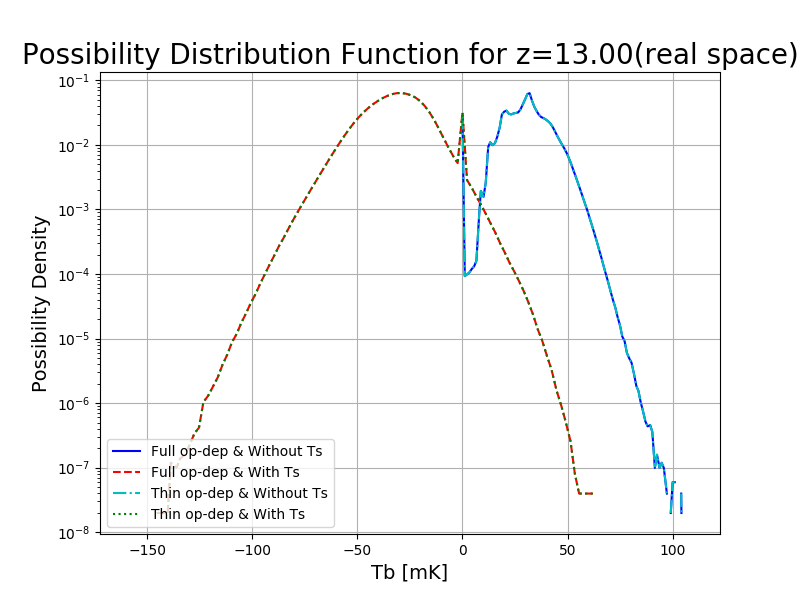 Possibility Distribution Function for z=13.00(real space)
Possibility Density
10⁻¹
10⁻²
10⁻³
10⁻⁴
10⁻⁵
10⁻⁶
10⁻⁷
10⁻⁸
Full op-dep & Without Ts
Full op-dep & With Ts
Thin op-dep & Without Ts
Thin op-dep & With Ts
−150 −100 −50 0 50 100
Tb [mK]